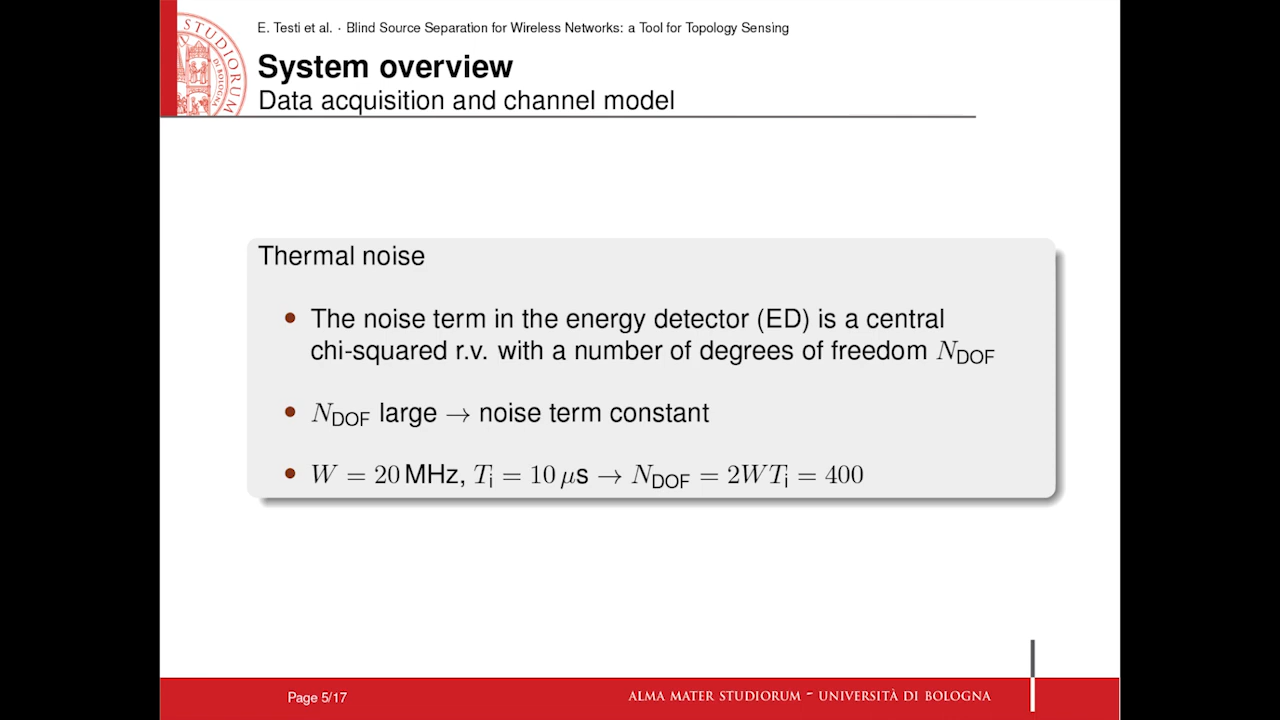 E. Testi et al. · Blind Source Separation for Wireless Networks: a Tool for Topology Sensing
System overview
Data acquisition and channel model
STUDIORUM
DI BOLOGNA
Thermal noise
• The noise term in the energy detector (ED) is a central
chi-squared r.v. with a number of degrees of freedom N_DOF
• N_DOF large → noise term constant
• W = 20 MHz, T_i = 10 μs → N_DOF = 2WT_i = 400
Page 5/17
ALMA MATER STUDIORUM – UNIVERSITÀ DI BOLOGNA